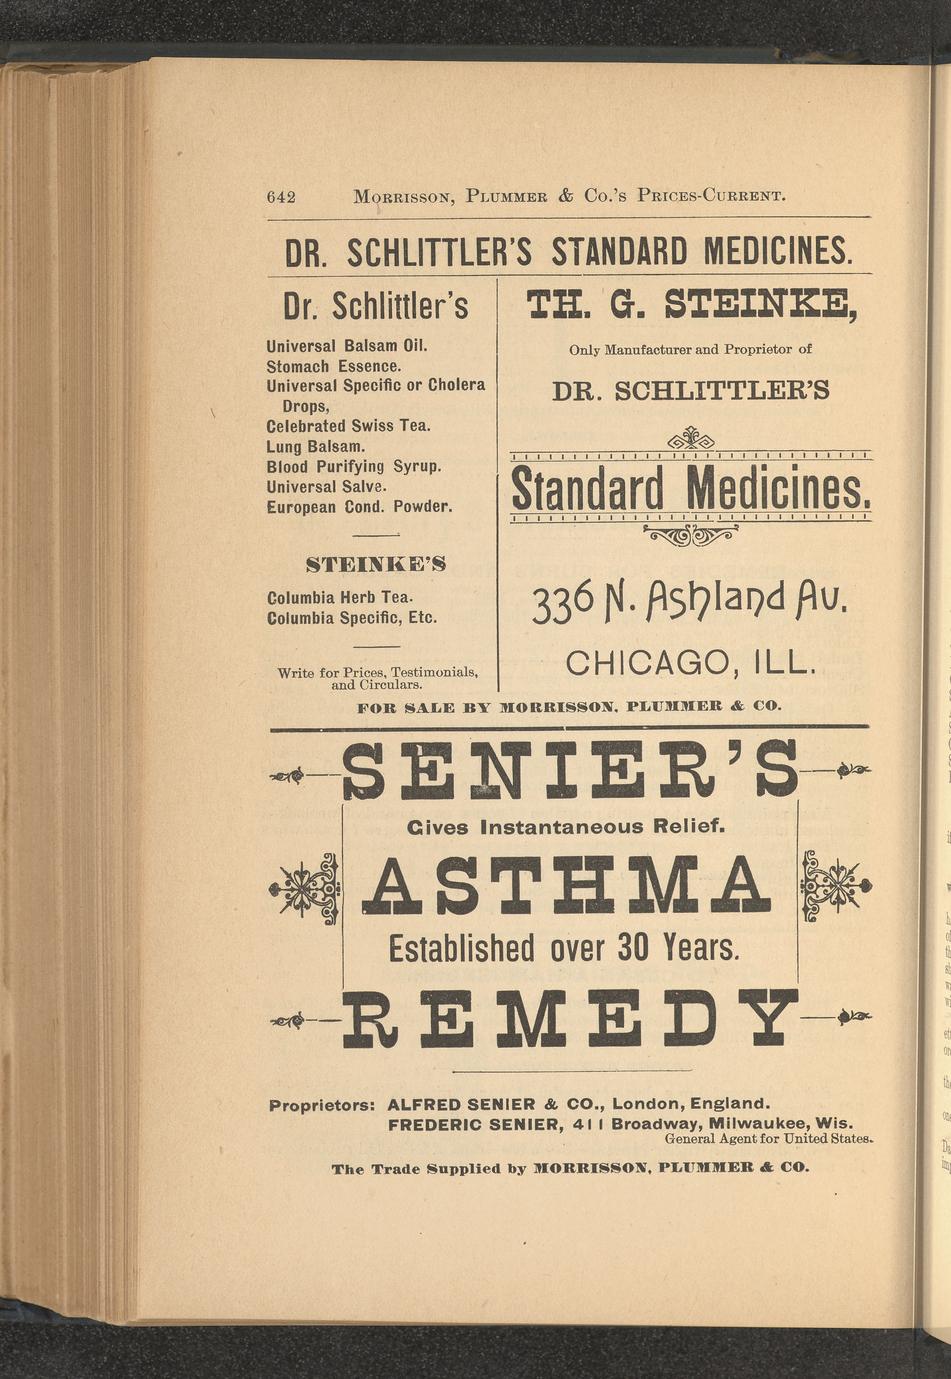 642 Morrisson, Plummer & Co.'s Prices-Current.
DR. SCHLITTLER'S STANDARD MEDICINES.
Dr. Schlittler's
Universal Balsam Oil.
Stomach Essence.
Universal Specific or Cholera
Drops,
Celebrated Swiss Tea.
Lung Balsam.
Blood Purifying Syrup.
Universal Salve.
European Cond. Powder.
STEINKE'S
Columbia Herb Tea.
Columbia Specific, Etc.
Write for Prices, Testimonials,
and Circulars.
TH. G. STEINKE,
Only Manufacturer and Proprietor of
DR. SCHLITTLER'S
Standard Medicines.
336 N. Ashland Av.
CHICAGO, ILL.
FOR SALE BY MORRISSON, PLUMMER & CO.
SENIER'S
Gives Instantaneous Relief.
ASTHMA
Established over 30 Years.
REMEDY
Proprietors: ALFRED SENIER & CO., London, England.
FREDERIC SENIER, 411 Broadway, Milwaukee, Wis.
General Agent for United States.
The Trade Supplied by MORRISSON, PLUMMER & CO.